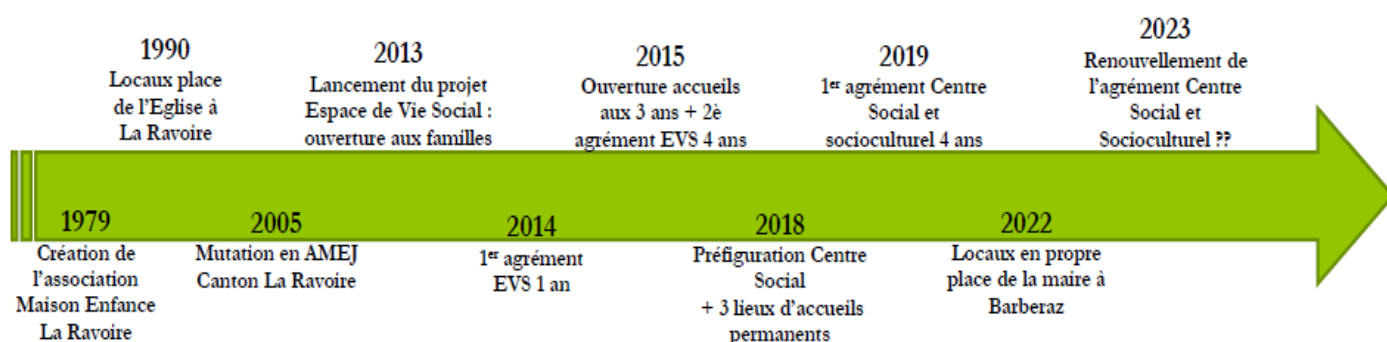 1990
Locaux place
de l'Eglise à
La Ravoire
2013
Lancement du projet
Espace de Vie Social :
ouverture aux familles
2015
Ouverture accueils
aux 3 ans + 2è
agrément EVS 4 ans
2019
1er agrément Centre
Social et
socioculturel 4 ans
2023
Renouvellement de
l'agrément Centre
Social et
Socioculturel ??
1979
Création de
l'association
Maison Enfance
La Ravoire
2005
Mutation en AMEJ
Canton La Ravoire
2014
1er agrément
EVS 1 an
2018
Préfiguration Centre
Social
+ 3 lieux d'accueils
permanents
2022
Locaux en propre
place de la maire à
Barberaz